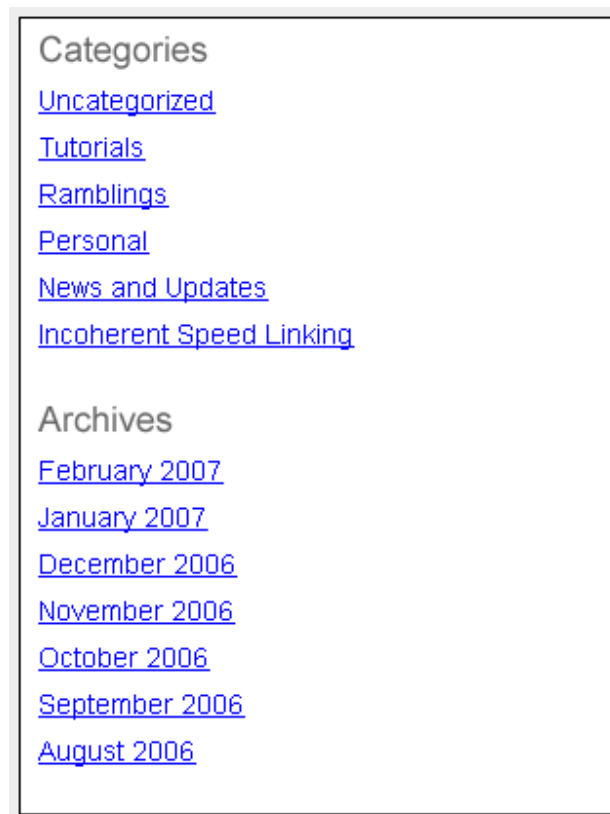 Categories
Uncategorized
Tutorials
Ramblings
Personal
News and Updates
Incoherent Speed Linking
Archives
February 2007
January 2007
December 2006
November 2006
October 2006
September 2006
August 2006